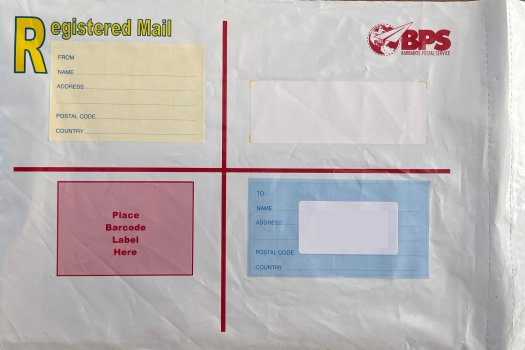 Registered Mail
BPS
BARBADOS POSTAL SERVICE
FROM
NAME
ADDRESS
POSTAL CODE
COUNTRY
Place
Barcode
Label
Here
TO
NAME
ADDRESS
POSTAL CODE
COUNTRY